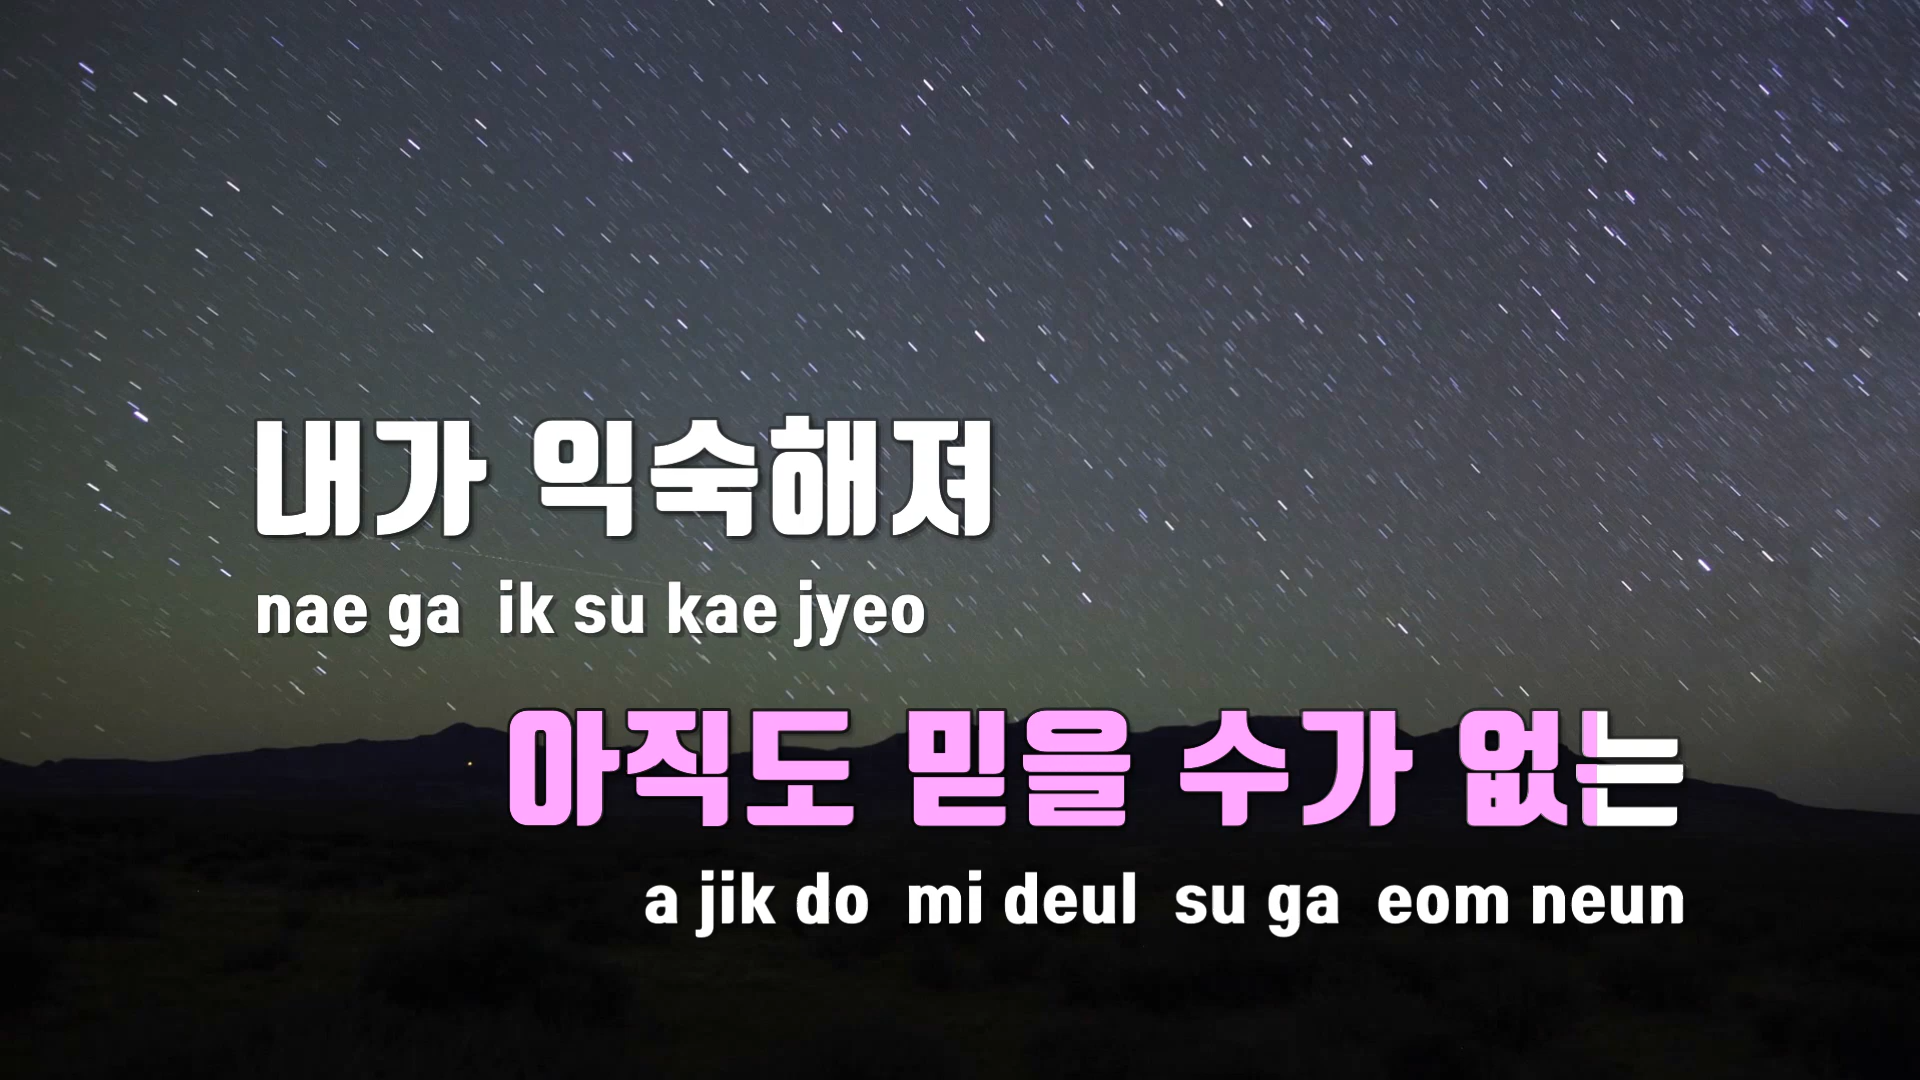 내가 익숙해져
nae ga ik su kae jyeo
아직도 믿을 수가 없는
a jik do mi deul su ga eom neun